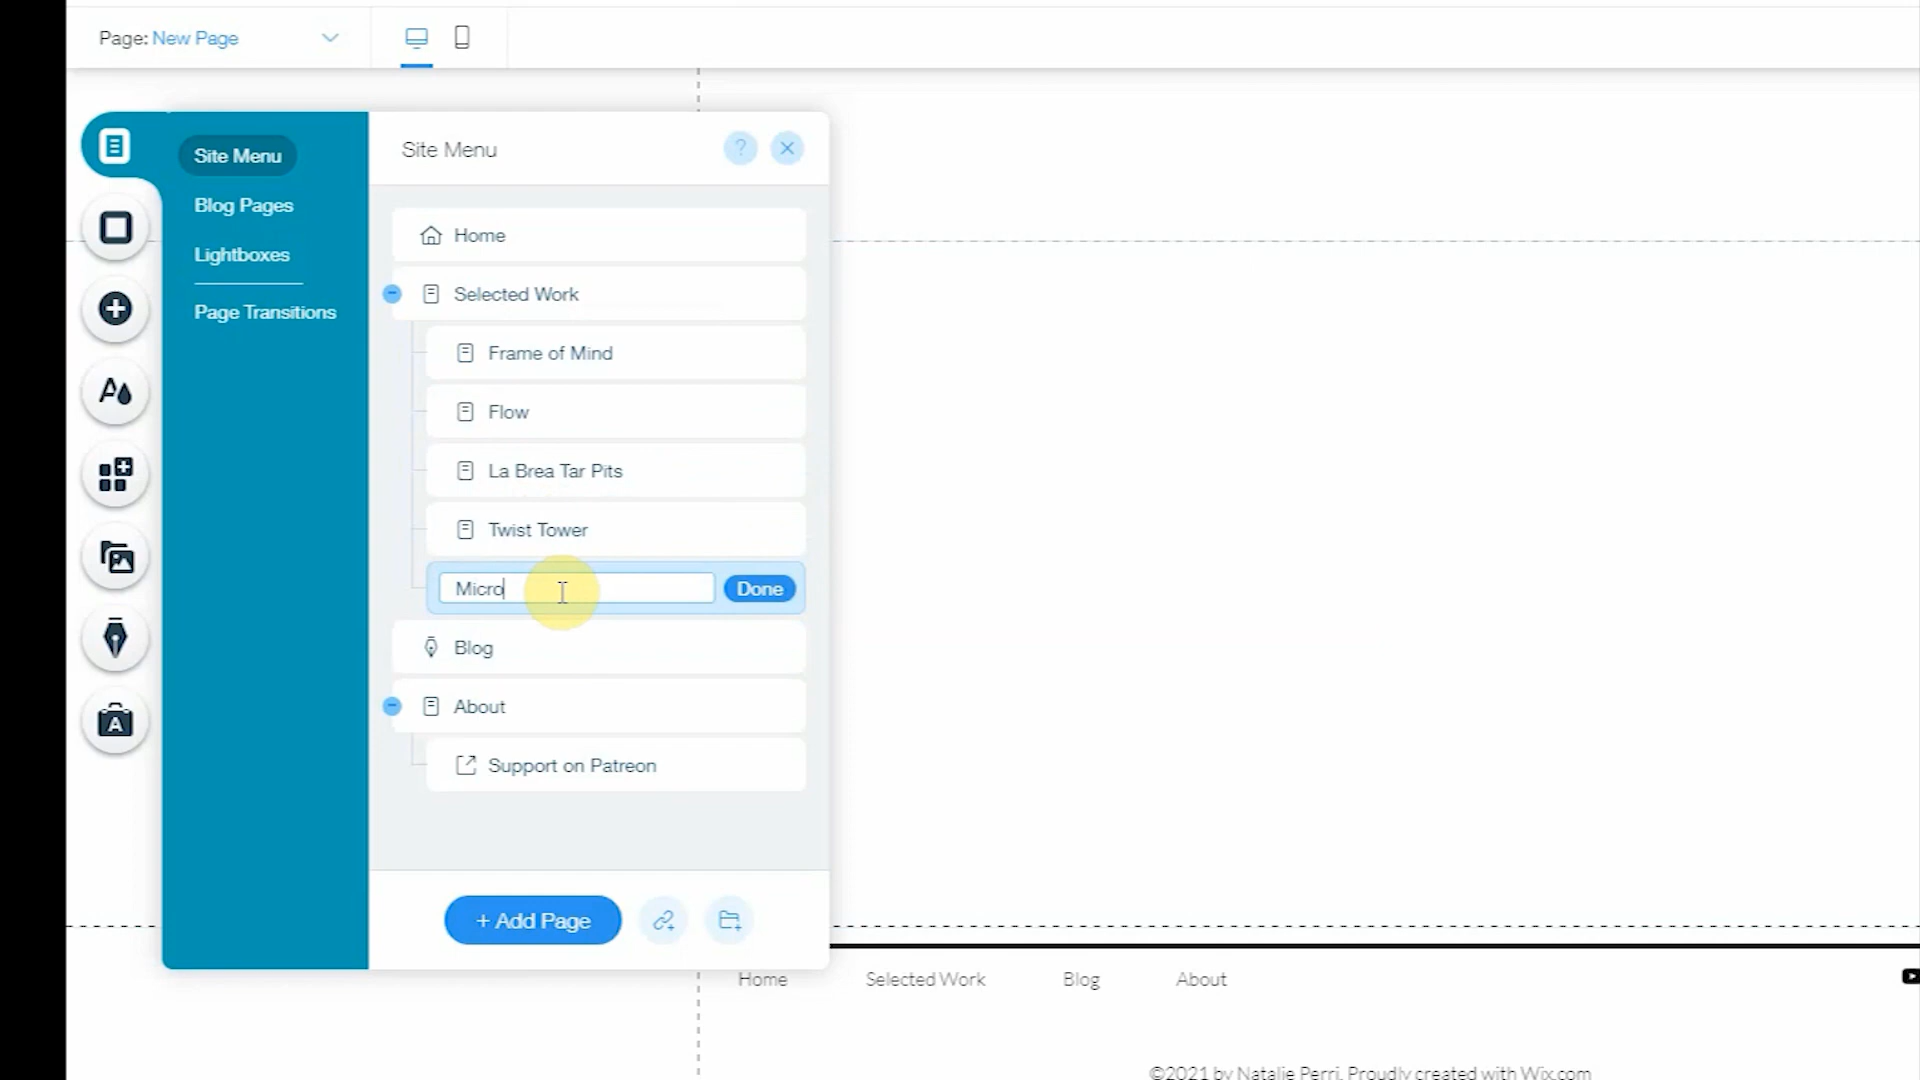 Page: New Page
Site Menu
Blog Pages
Lightboxes
Page Transitions
Site Menu
?
Home
Selected Work
Frame of Mind
Flow
La Brea Tar Pits
Twist Tower
Micro
Done
Blog
About
Support on Patreon
+ Add Page
Home Selected Work Blog About
©2021 by Natalie Perri. Proudly created with Wix.com